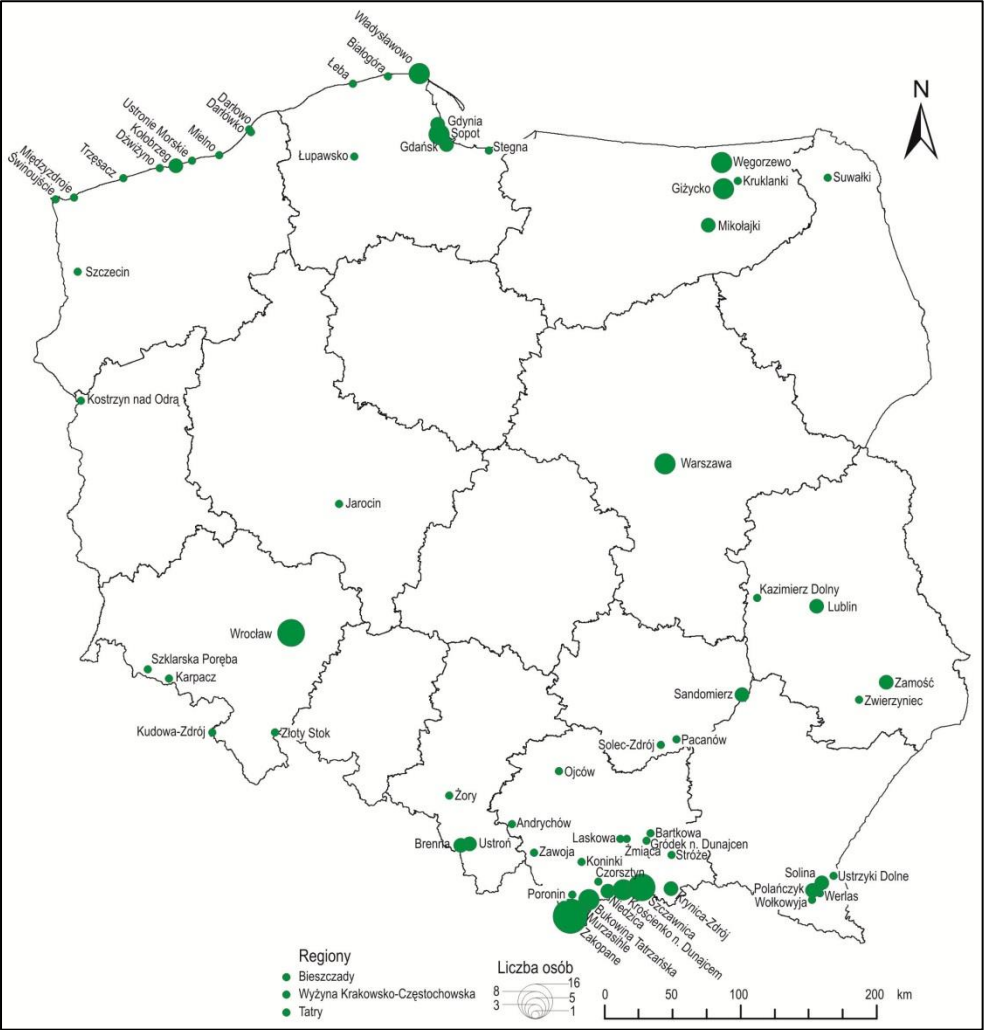 Władysławowo
Białogóra
Łeba
N
Darłowo
Darłówko
Ustronie Morskie
Kołobrzeg
Mielno
Dźwiżyno
Trzęsacz
Międzyzdroje
Świnoujście
Gdynia
Sopot
Gdańsk
Stegna
Łupawsko
Węgorzewo
Kruklanki
Giżycko
Suwałki
Mikołajki
Szczecin
Kostrzyn nad Odrą
Warszawa
Jarocin
Kazimierz Dolny
Lublin
Wrocław
Szklarska Poręba
Karpacz
Zamość
Sandomierz
Zwierzyniec
Kudowa-Zdrój
Złoty Stok
Pacanów
Solec-Zdrój
Ojców
Żory
Andrychów
Bartkowa
Laskowa
Gródek n. Dunajcen
Żmiąca
Brenna
Ustroń
Zawoja
Stróże
Koninki
Czorsztyn
Solina
Ustrzyki Dolne
Polańczyk
Werlas
Wołkowyja
Poronin
Krynica-Zdrój
Szczawnica
Krościenko n. Dunajcem
Niedzica
Bukowina Tatrzańska
Murzasihle
Zakopane
Regiony
Bieszczady
Wyżyna Krakowsko-Częstochowska
Tatry
Liczba osób
16
8
5
3
1
0 50 100 200 km